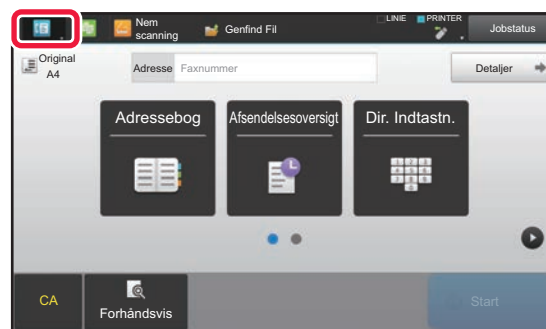 Nem
scanning
Genfind Fil
LINIE
PRINTER
Jobstatus
Original
A4
Adresse
Faxnummer
Detaljer
Adressebog
Afsendelsesoversigt
Dir. Indtastn.
CA
Forhåndsvis
Start